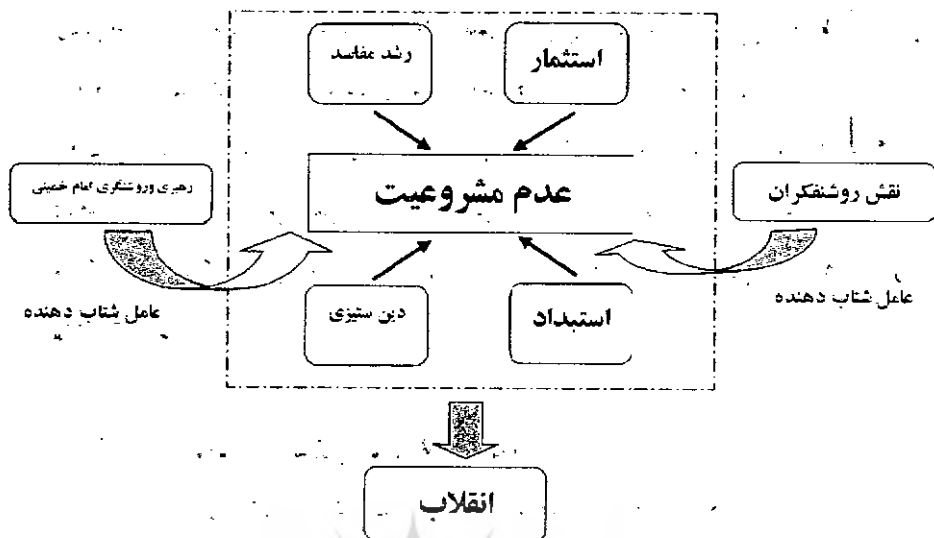 استثمار
رشد مفاسد
عدم مشروعیت
نقش روشنفکران
رهبری وروشنگری امام خمینی
عامل شتاب دهنده
عامل شتاب دهنده
استبداد
دین ستیزی
انقلاب